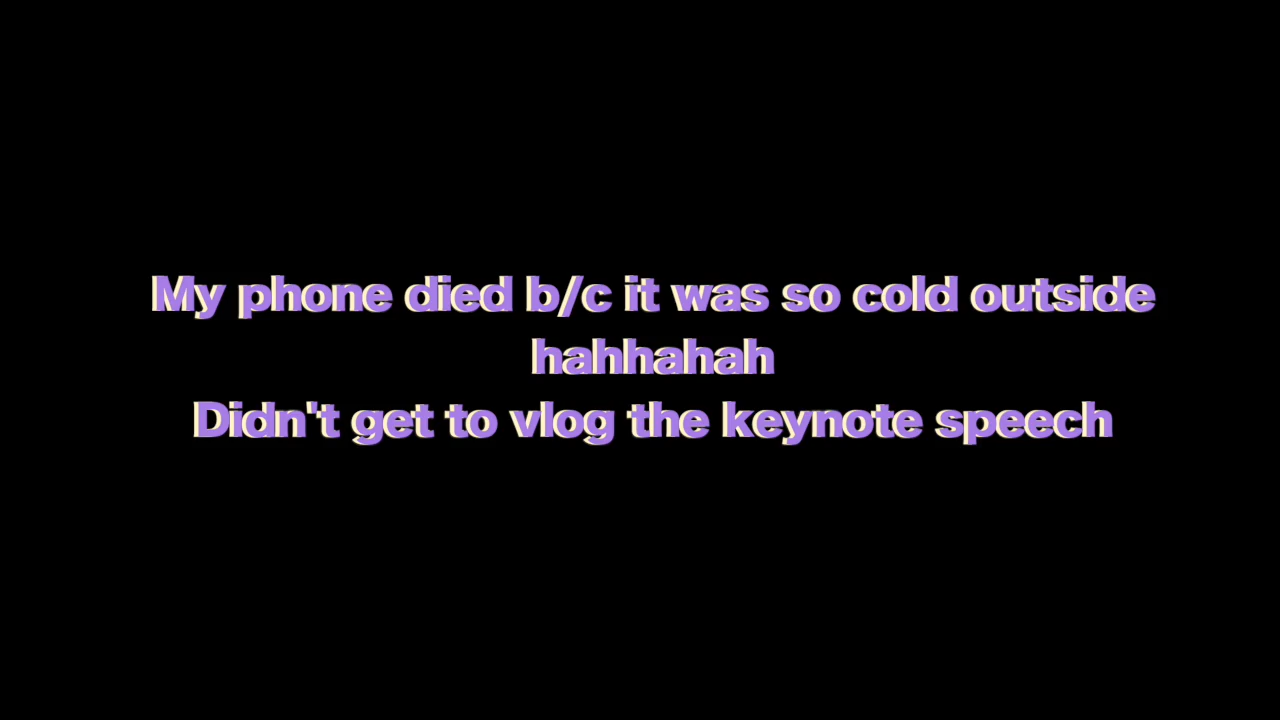 My phone died b/c it was so cold outside
hahhahah
Didn't get to vlog the keynote speech